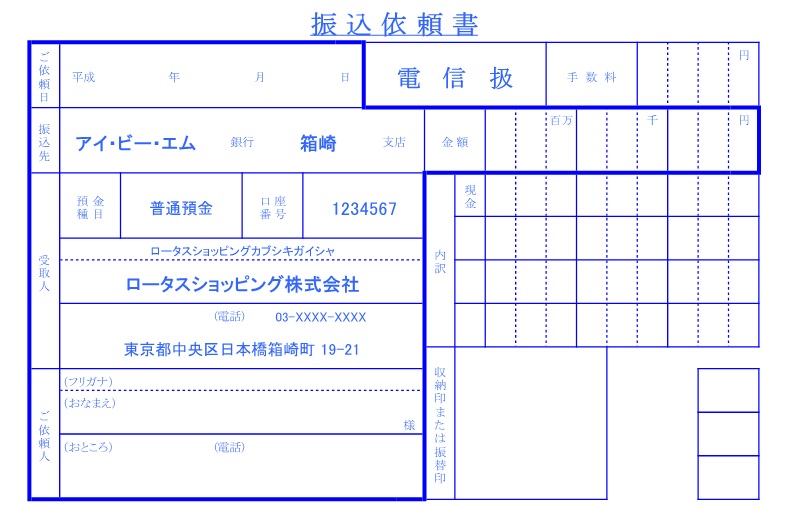 振込依頼書
ご依頼日 平成 年 月 日 電信扱 手数料 円
振込先 アイ・ビー・エム 銀行 箱崎 支店 金額 百万 千 円
受取人 預金種目 普通預金 口座番号 1234567
ロータスショッピングカブシキガイシャ
ロータスショッピング株式会社
(電話) 03-XXXX-XXXX
東京都中央区日本橋箱崎町 19-21
内訳 現金
ご依頼人 (フリガナ)
(おなまえ)
様
(おところ) (電話)
収納印または振替印